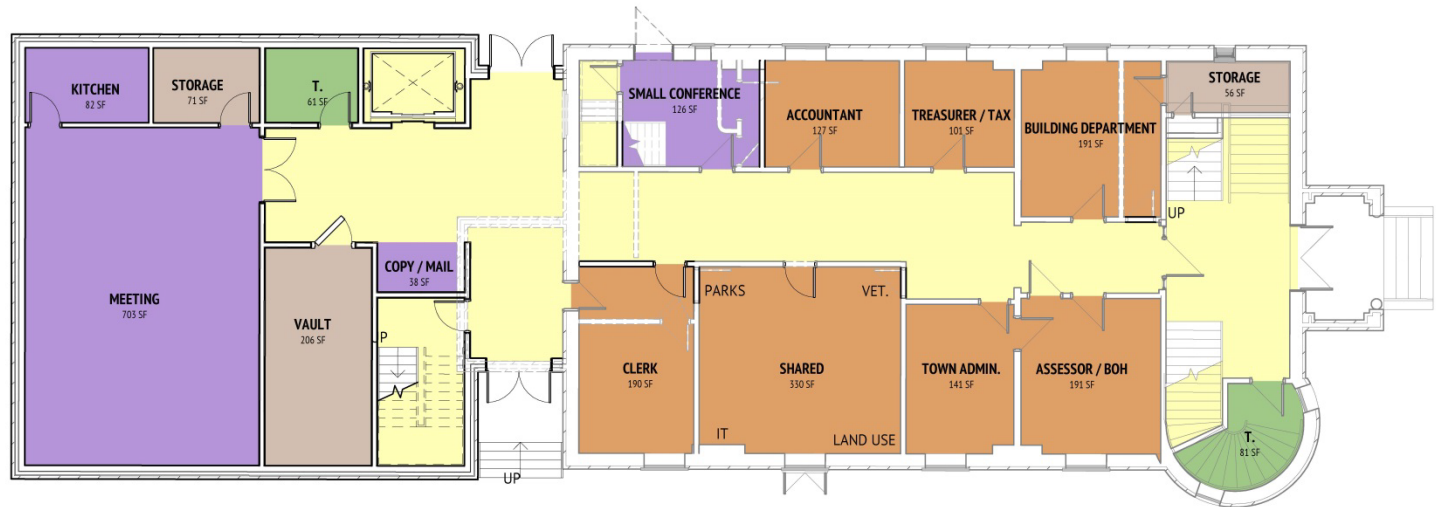 KITCHEN
82 SF
STORAGE
71 SF
T.
61 SF
SMALL CONFERENCE
126 SF
ACCOUNTANT
127 SF
TREASURER / TAX
101 SF
BUILDING DEPARTMENT
191 SF
STORAGE
56 SF
UP
COPY / MAIL
38 SF
MEETING
703 SF
VAULT
206 SF
P
PARKS
VET.
CLERK
190 SF
SHARED
330 SF
TOWN ADMIN.
141 SF
ASSESSOR / BOH
191 SF
IT
LAND USE
T.
81 SF
UP